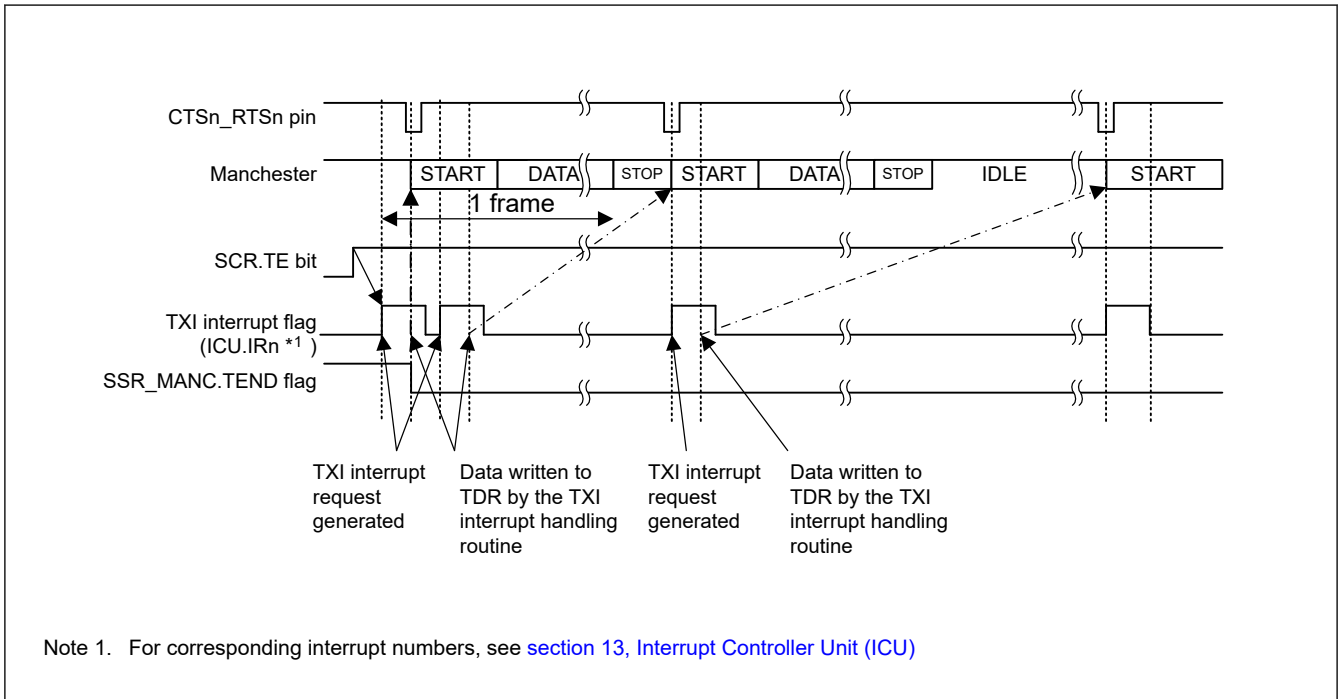 CTSn_RTSn pin
Manchester
START DATA STOP START DATA STOP IDLE START
1 frame
SCR.TE bit
TXI interrupt flag
(ICU.IRn *1 )
SSR_MANC.TEND flag
TXI interrupt
request
generated
Data written to
TDR by the TXI
interrupt handling
routine
TXI interrupt
request
generated
Data written to
TDR by the TXI
interrupt handling
routine
Note 1. For corresponding interrupt numbers, see section 13, Interrupt Controller Unit (ICU)